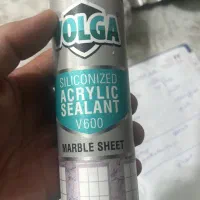 OLGA
SILICONIZED
ACRYLIC
SEALANT
V600
MARBLE SHEET